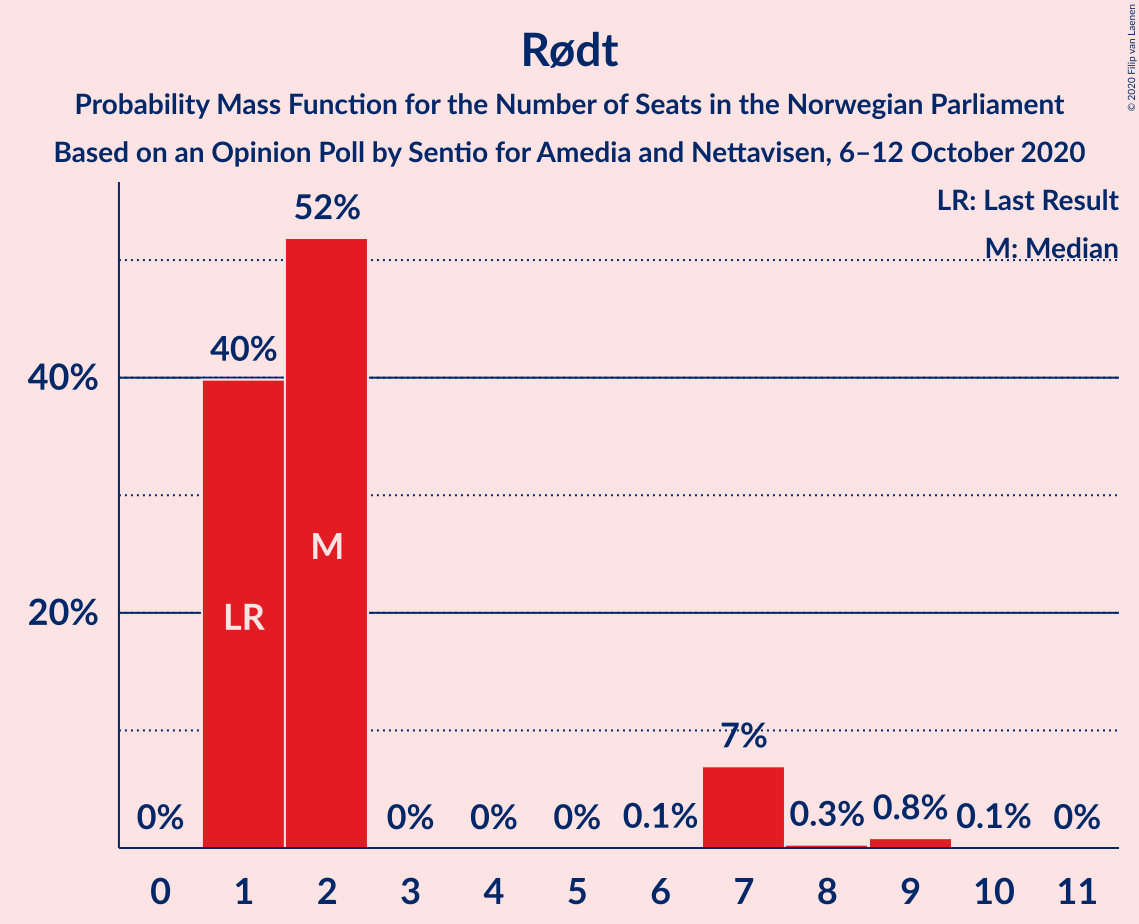 Rødt
Probability Mass Function for the Number of Seats in the Norwegian Parliament
Based on an Opinion Poll by Sentio for Amedia and Nettavisen, 6–12 October 2020
© 2020 Filip van Laenen
LR: Last Result
M: Median
52%
40%
40%
M
LR
20%
7%
0% 0% 0% 0% 0.1% 0.3% 0.8% 0.1% 0%
0 1 2 3 4 5 6 7 8 9 10 11